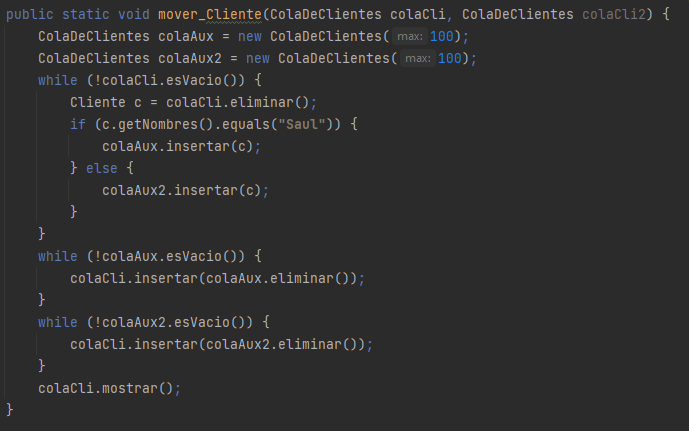 public static void mover_Cliente(ColaDeClientes colaCli, ColaDeClientes colaCli2) {
    ColaDeClientes colaAux = new ColaDeClientes( max: 100);
    ColaDeClientes colaAux2 = new ColaDeClientes( max: 100);
    while (!colaCli.esVacio()) {
        Cliente c = colaCli.eliminar();
        if (c.getNombres().equals("Saul")) {
            colaAux.insertar(c);
        } else {
            colaAux2.insertar(c);
        }
    }
    while (!colaAux.esVacio()) {
        colaCli.insertar(colaAux.eliminar());
    }
    while (!colaAux2.esVacio()) {
        colaCli.insertar(colaAux2.eliminar());
    }
    colaCli.mostrar();
}